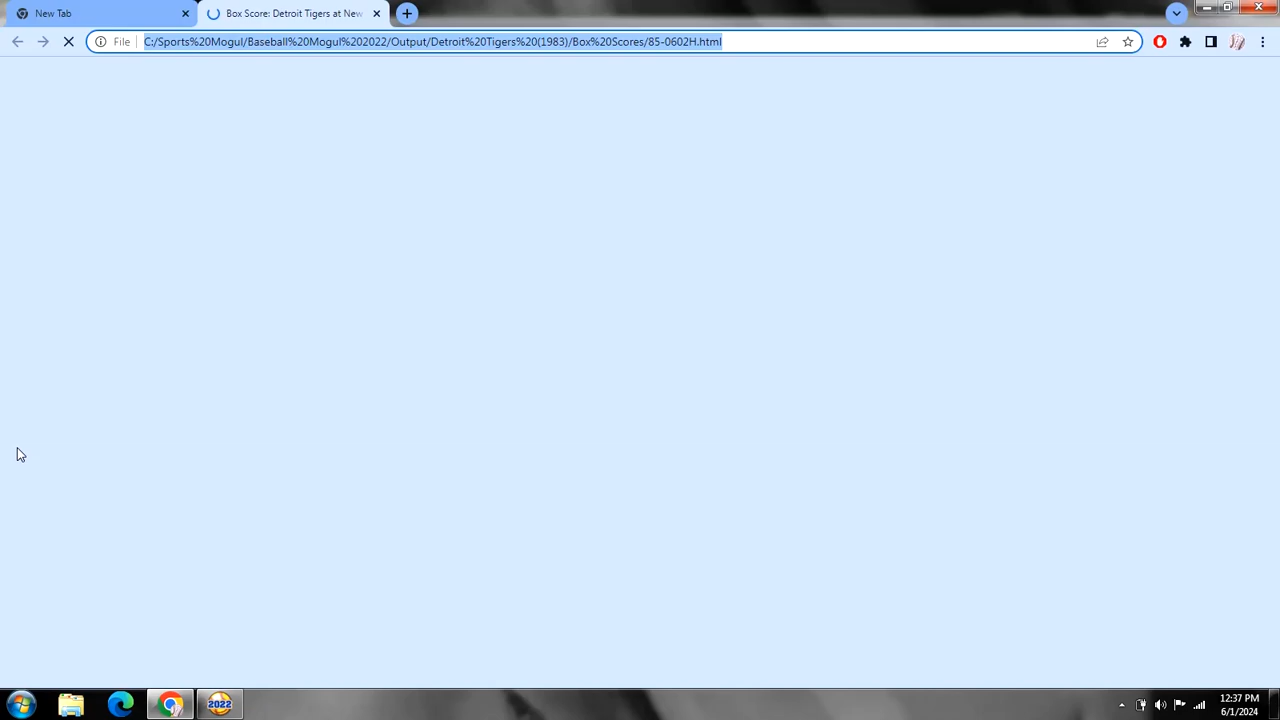 New Tab
Box Score: Detroit Tigers at New
File
C:/Sports%20Mogul/Baseball%20Mogul%202022/Output/Detroit%20Tigers%20(1983)/Box%20Scores/85-0602H.html
2022
12:37 PM
6/1/2024